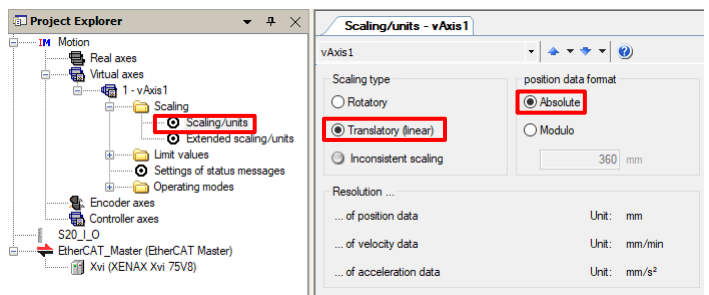 Project Explorer
IM Motion
Real axes
Virtual axes
1 - vAxis1
Scaling
Scaling/units
Extended scaling/units
Limit values
Settings of status messages
Operating modes
Encoder axes
Controller axes
S20_I_O
EtherCAT_Master (EtherCAT Master)
Xvi (XENAX Xvi 75V8)
Scaling/units - vAxis1
vAxis1
Scaling type
Rotatory
Translatory (linear)
Inconsistent scaling
position data format
Absolute
Modulo
360 mm
Resolution ...
... of position data Unit: mm
... of velocity data Unit: mm/min
... of acceleration data Unit: mm/s²